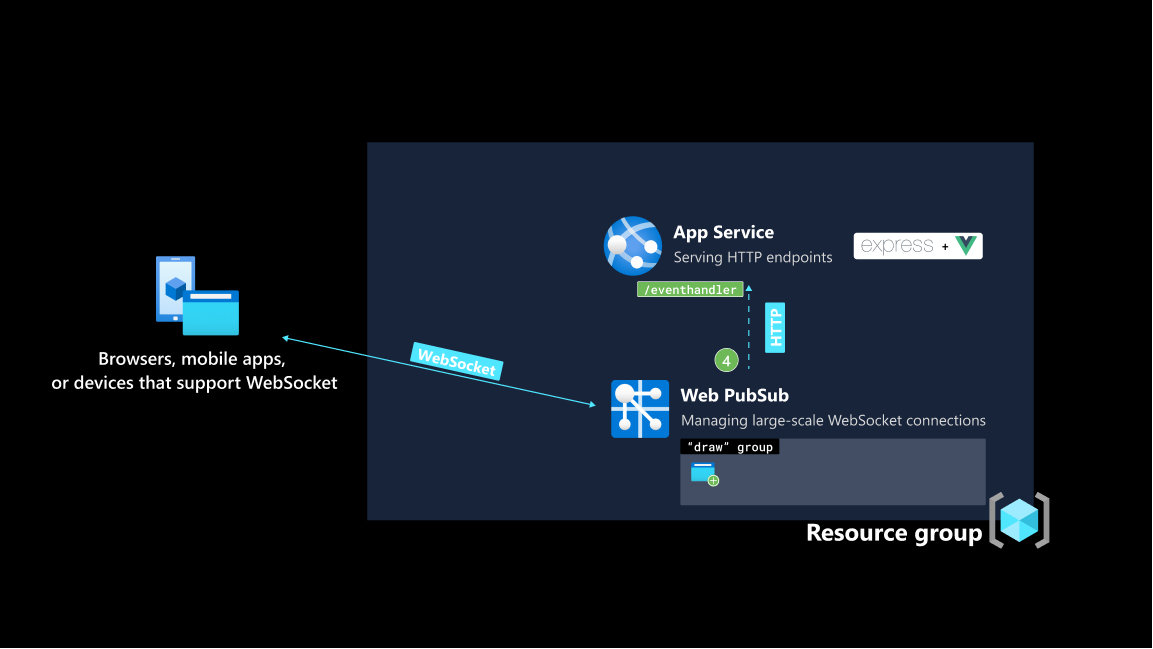 App Service
Serving HTTP endpoints
express +
/eventhandler
HTTP
4
Browsers, mobile apps,
or devices that support WebSocket
WebSocket
Web PubSub
Managing large-scale WebSocket connections
“draw” group
Resource group